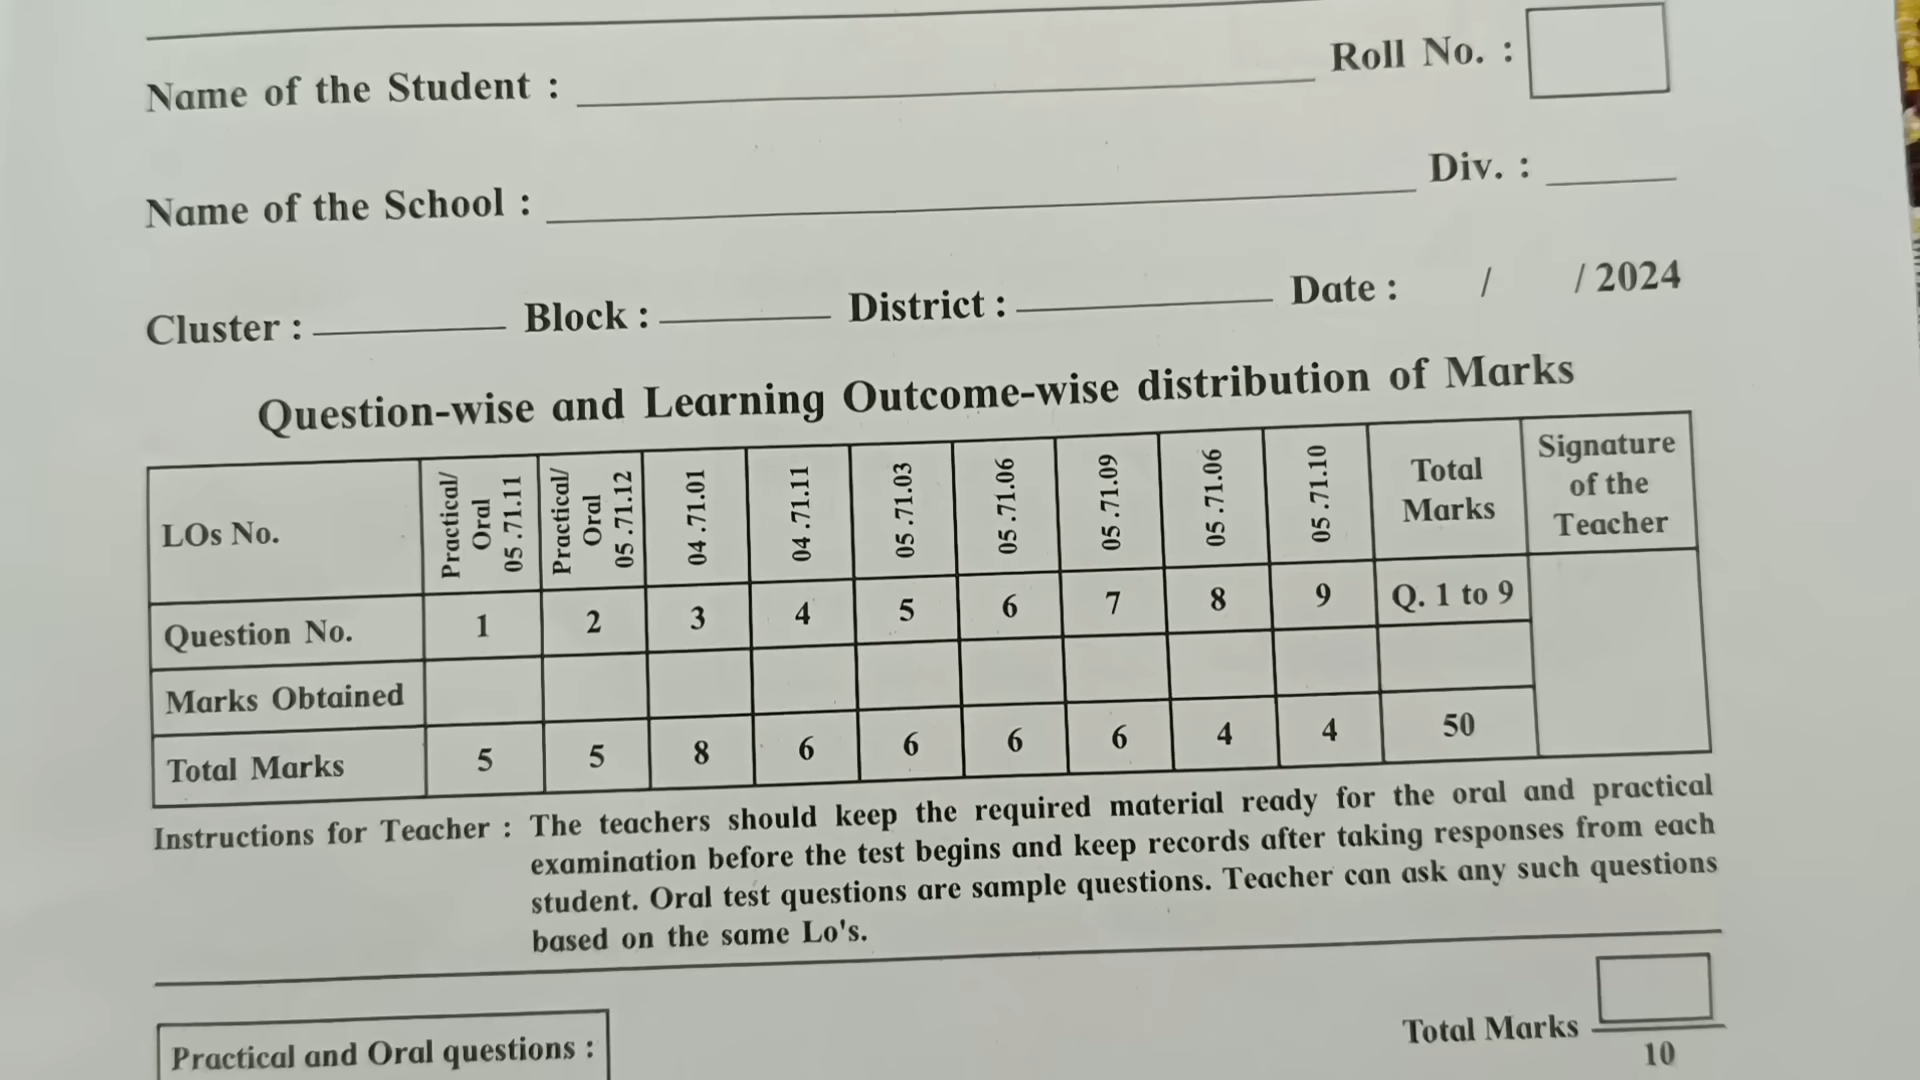 Name of the Student : Roll No. :
Name of the School : Div. :
Cluster : Block : District : Date : / / 2024
Question-wise and Learning Outcome-wise distribution of Marks
LOs No. Practical/ Oral 05.71.11 Practical/ Oral 05.71.12 04.71.01 04.71.11 05.71.03 05.71.06 05.71.09 05.71.06 05.71.10 Total Marks Signature of the Teacher
Question No. 1 2 3 4 5 6 7 8 9 Q. 1 to 9
Marks Obtained
Total Marks 5 5 8 6 6 6 6 4 4 50
Instructions for Teacher : The teachers should keep the required material ready for the oral and practical
examination before the test begins and keep records after taking responses from each
student. Oral test questions are sample questions. Teacher can ask any such questions
based on the same Lo's.
Practical and Oral questions : Total Marks
10